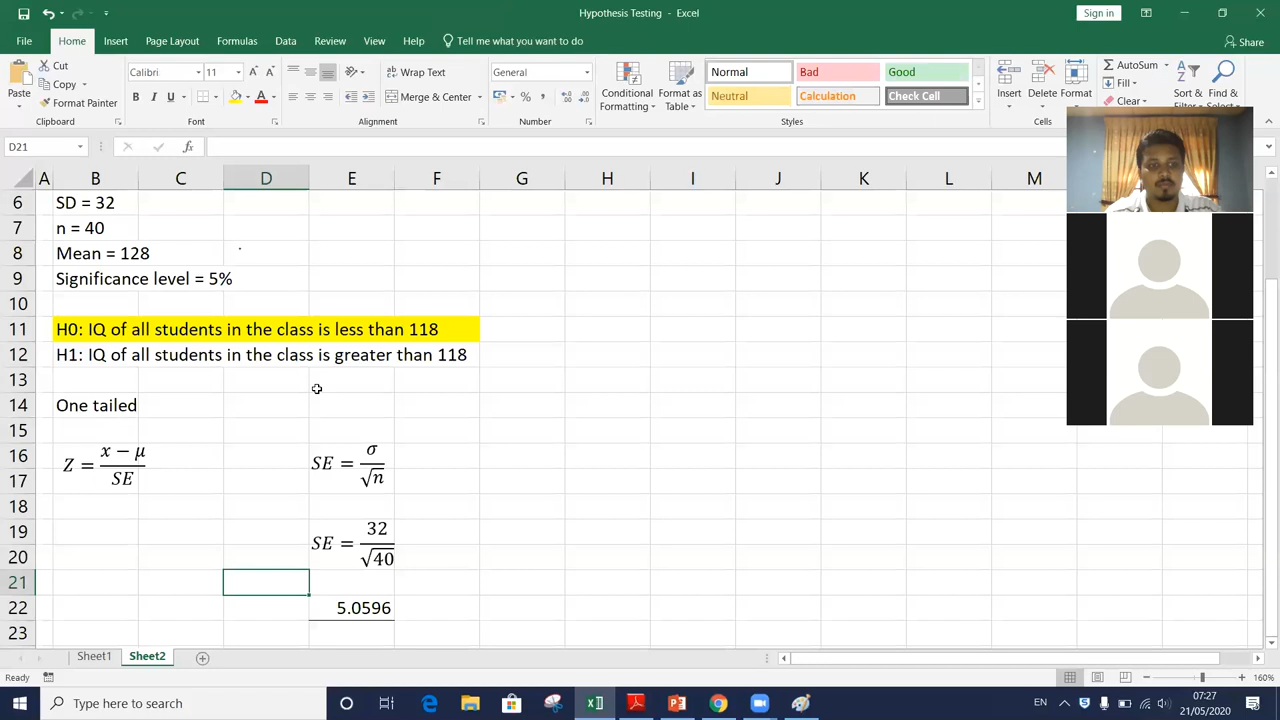 Hypothesis Testing - Excel
Sign in
File Home Insert Page Layout Formulas Data Review View Help Tell me what you want to do Share
Paste
Cut
Copy
Format Painter
Clipboard
Calibri 11
B I U
Font
Wrap Text
Merge & Center
Alignment
General
Number
Conditional Formatting
Format as Table
Normal Bad Good
Neutral Calculation Check Cell
Styles
Insert Delete Format
Cells
AutoSum
Fill
Clear
Sort &
Find & Select
D21 fx
A B C D E F G H I J K L M
6 SD = 32
7 n = 40
8 Mean = 128
9 Significance level = 5%
10
11 H0: IQ of all students in the class is less than 118
12 H1: IQ of all students in the class is greater than 118
13
14 One tailed
15
16
17
Z = (x − μ)/SE SE = σ/√n
18
19
20
SE = 32/√40
21
22 5.0596
23
Sheet1 Sheet2
Ready 160%
Type here to search
EN
07:27
21/05/2020